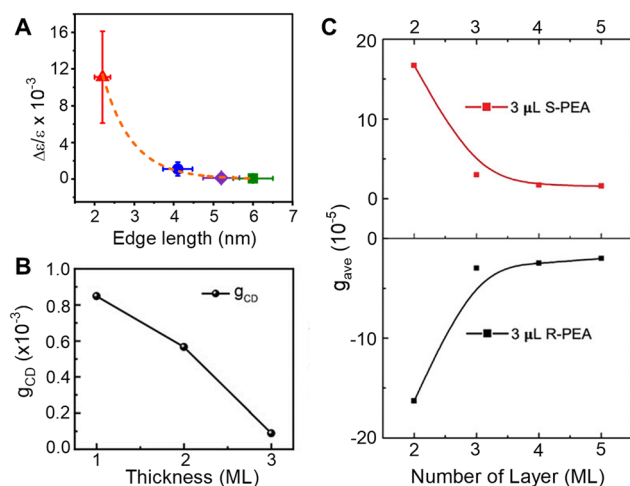 A
Δε/ε x 10⁻³
12
8
4
0
2 3 4 5 6 7
Edge length (nm)
B
g_CD (x10⁻³)
1.0
0.8
0.6
0.4
0.2
0.0
g_CD
1 2 3
Thickness (ML)
C
2 3 4 5
g_ave (10⁻⁵)
20
10
0
3 μL S-PEA
0
-10
-20
3 μL R-PEA
2 3 4 5
Number of Layer (ML)